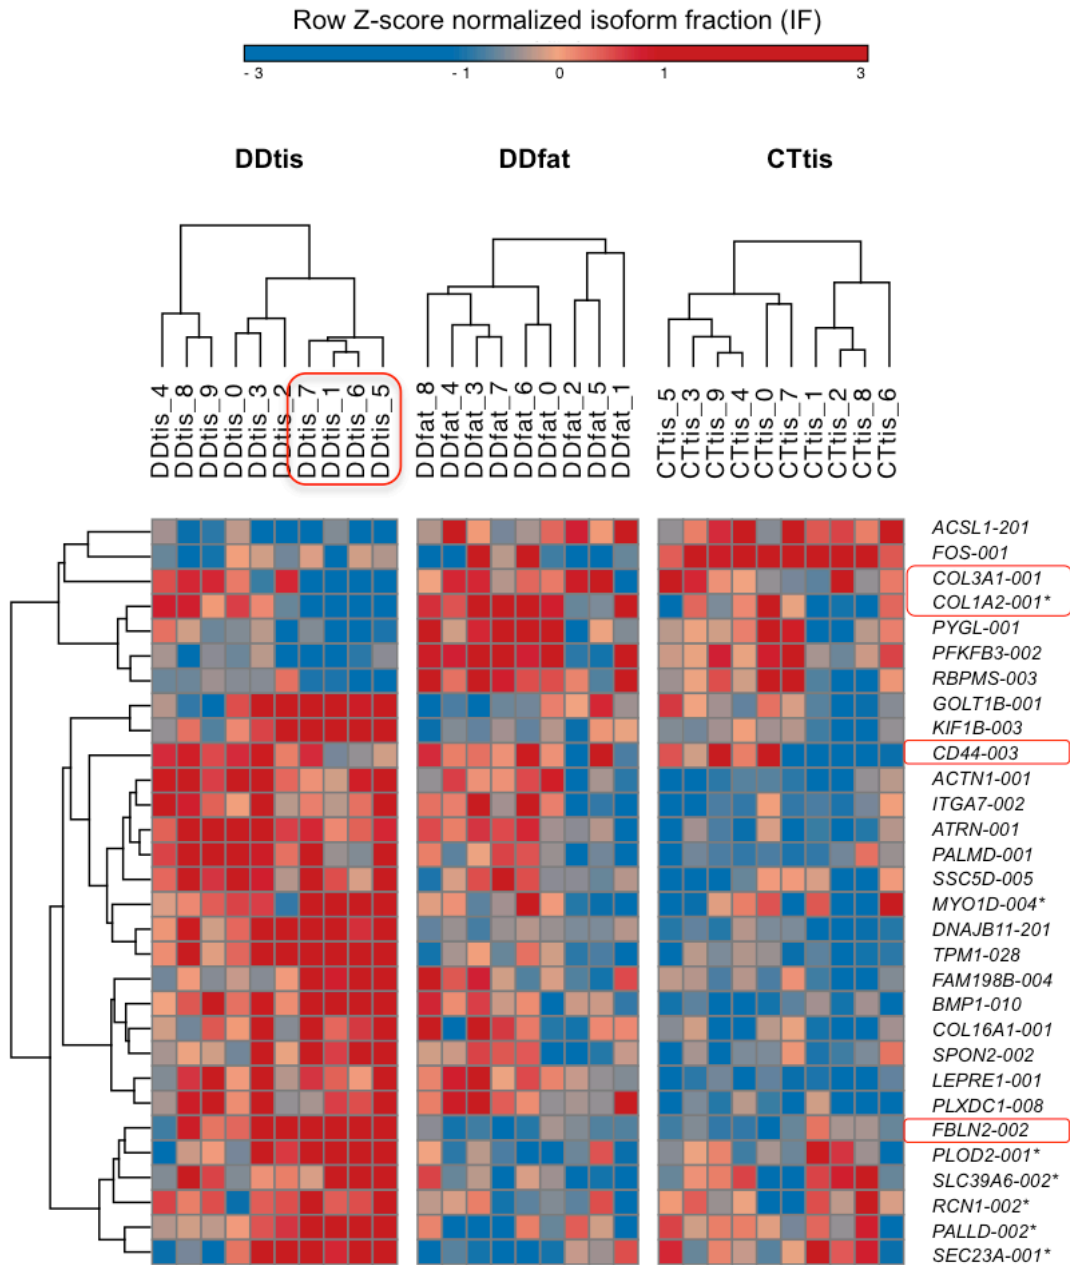 Row Z-score normalized isoform fraction (IF)
- 3 - 1 0 1 3
DDtis DDfat CTtis
DDtis_4 DDtis_8 DDtis_9 DDtis_0 DDtis_3 DDtis_2 DDtis_7 DDtis_1 DDtis_6 DDtis_5 DDfat_8 DDfat_4 DDfat_3 DDfat_7 DDfat_6 DDfat_0 DDfat_2 DDfat_5 DDfat_1 CTtis_5 CTtis_3 CTtis_9 CTtis_4 CTtis_0 CTtis_7 CTtis_1 CTtis_2 CTtis_8 CTtis_6
ACSL1-201
FOS-001
COL3A1-001
COL1A2-001*
PYGL-001
PFKFB3-002
RBPMS-003
GOLT1B-001
KIF1B-003
CD44-003
ACTN1-001
ITGA7-002
ATRN-001
PALMD-001
SSC5D-005
MYO1D-004*
DNAJB11-201
TPM1-028
FAM198B-004
BMP1-010
COL16A1-001
SPON2-002
LEPRE1-001
PLXDC1-008
FBLN2-002
PLOD2-001*
SLC39A6-002*
RCN1-002*
PALLD-002*
SEC23A-001*